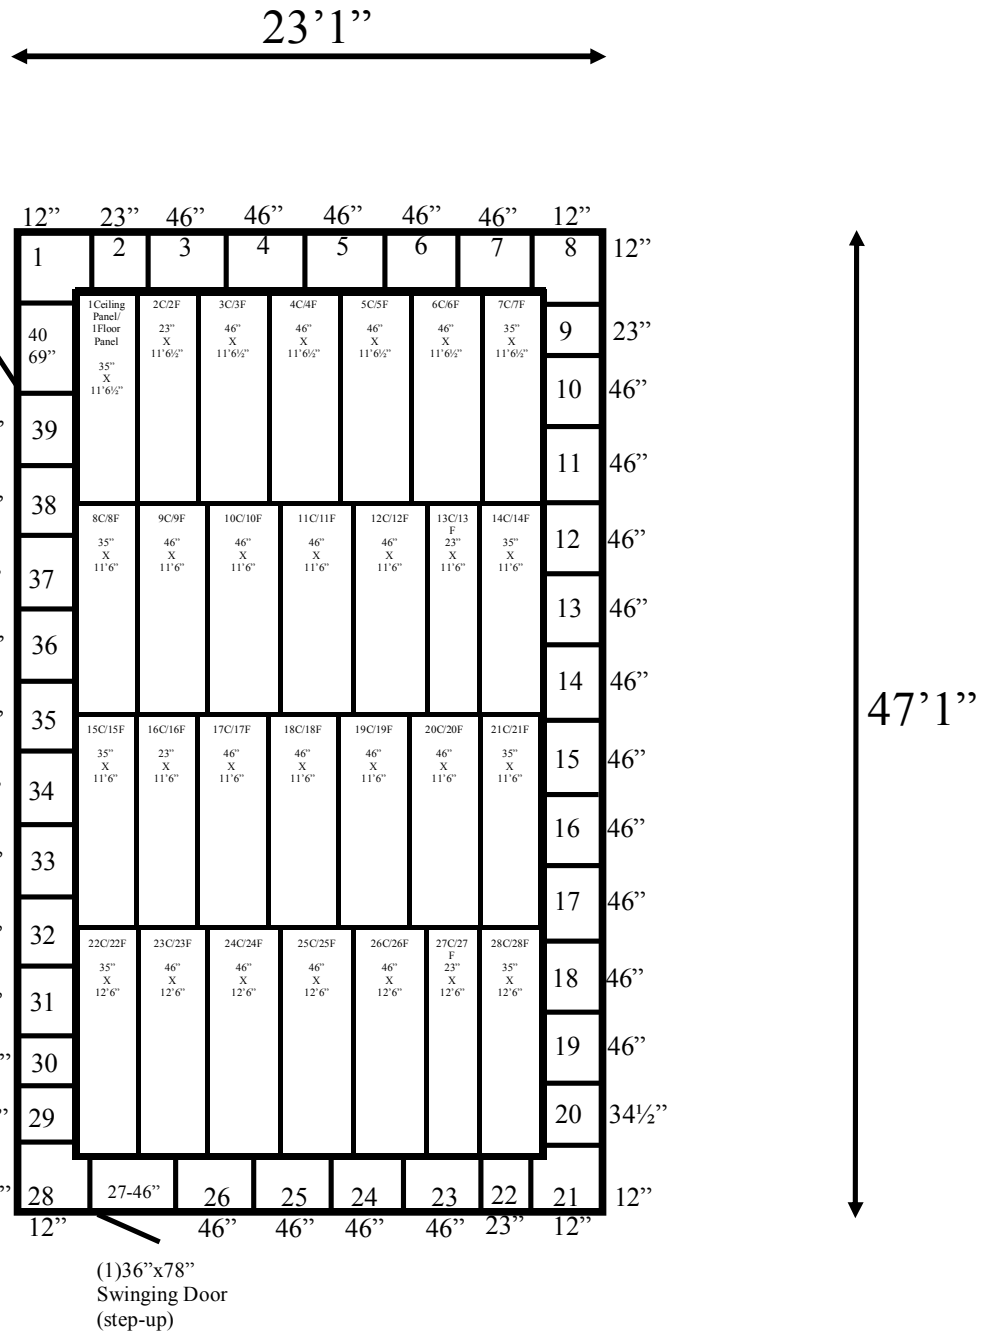 23’1”
12” 23” 46” 46” 46” 46” 46” 12”
1 2 3 4 5 6 7 8 12”
1Ceiling
Panel/
1Floor
Panel
35”
X
11’6½”
2C/2F
23”
X
11’6½”
3C/3F
46”
X
11’6½”
4C/4F
46”
X
11’6½”
5C/5F
46”
X
11’6½”
6C/6F
46”
X
11’6½”
7C/7F
35”
X
11’6½”
40
69”
9 23”
10 46”
39
11 46”
38
8C/8F
35”
X
11’6”
9C/9F
46”
X
11’6”
10C/10F
46”
X
11’6”
11C/11F
46”
X
11’6”
12C/12F
46”
X
11’6”
13C/13
F
23”
X
11’6”
14C/14F
35”
X
11’6”
12 46”
37
13 46”
36
14 46”
47’1”
35
15C/15F
35”
X
11’6”
16C/16F
23”
X
11’6”
17C/17F
46”
X
11’6”
18C/18F
46”
X
11’6”
19C/19F
46”
X
11’6”
20C/20F
46”
X
11’6”
21C/21F
35”
X
11’6”
15 46”
34
16 46”
33
17 46”
32
22C/22F
35”
X
12’6”
23C/23F
46”
X
12’6”
24C/24F
46”
X
12’6”
25C/25F
46”
X
12’6”
26C/26F
46”
X
12’6”
27C/27
F
23”
X
12’6”
28C/28F
35”
X
12’6”
18 46”
31
19 46”
30
29
20 34½”
28 27-46” 26 25 24 23 22 21 12”
12” 46” 46” 46” 46” 23” 12”
(1)36”x78”
Swinging Door
(step-up)